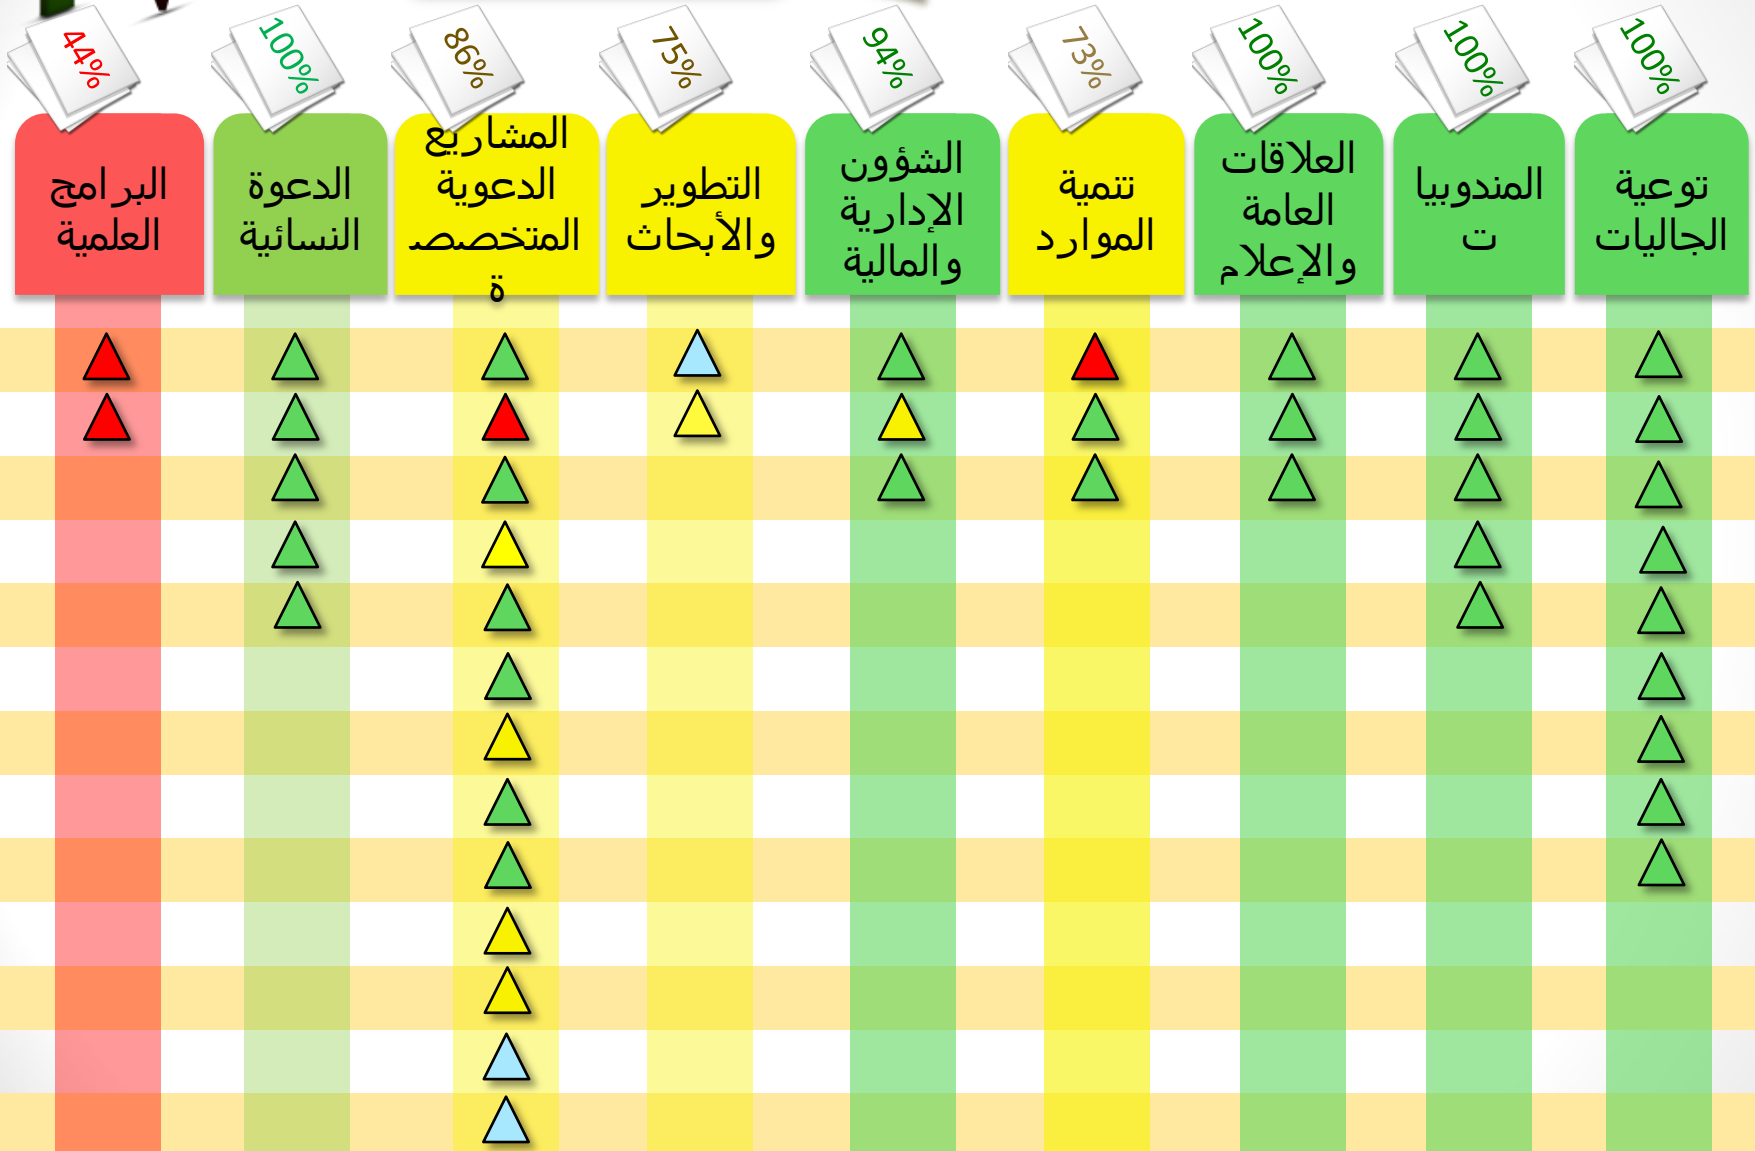 100%
100%
100%
73%
94%
75%
86%
100%
44%
توعية
الجاليات
المندوبيا
ت
العلاقات
العامة
والإعلام
تنمية
الموارد
الشؤون
الإدارية
والمالية
التطوير
والأبحاث
المشاريع
الدعوية
المتخصص
ة
الدعوة
النسائية
البرامج
العلمية